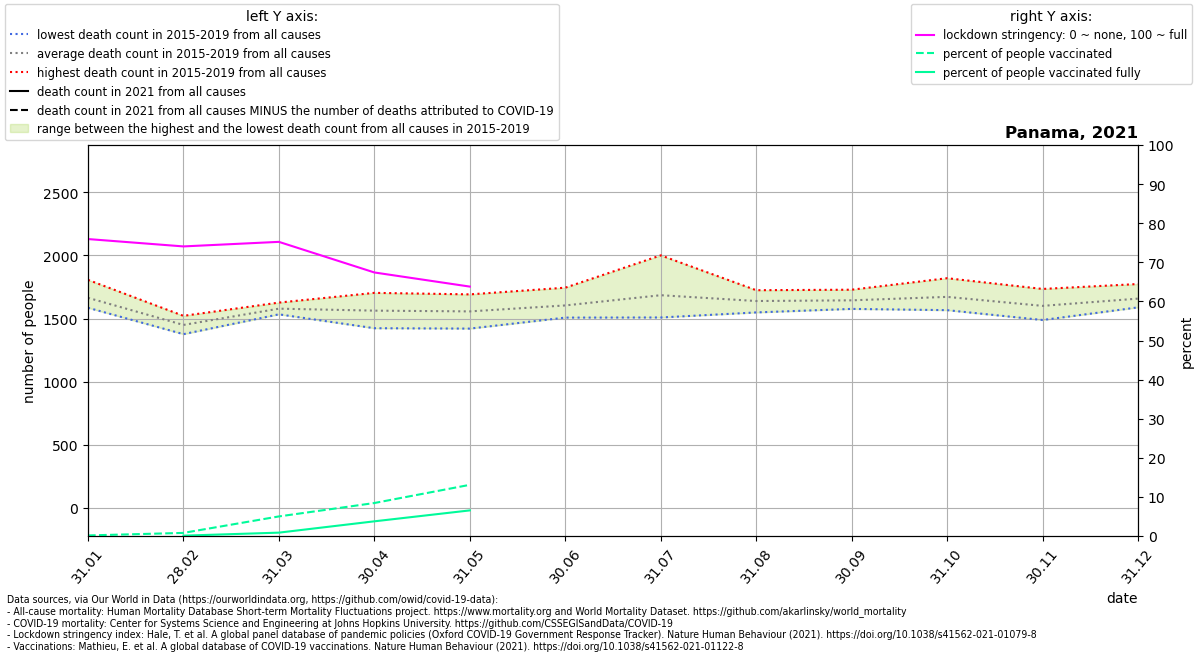 left Y axis:
lowest death count in 2015-2019 from all causes
average death count in 2015-2019 from all causes
highest death count in 2015-2019 from all causes
death count in 2021 from all causes
death count in 2021 from all causes MINUS the number of deaths attributed to COVID-19
range between the highest and the lowest death count from all causes in 2015-2019
right Y axis:
lockdown stringency: 0 ~ none, 100 ~ full
percent of people vaccinated
percent of people vaccinated fully
Panama, 2021
number of people
2500
2000
1500
1000
500
0
100
90
80
70
60
50
40
30
20
10
0
percent
31.01
28.02
31.03
30.04
31.05
30.06
31.07
31.08
30.09
31.10
30.11
31.12
date
Data sources, via Our World in Data (https://ourworldindata.org, https://github.com/owid/covid-19-data):
- All-cause mortality: Human Mortality Database Short-term Mortality Fluctuations project. https://www.mortality.org and World Mortality Dataset. https://github.com/akarlinsky/world_mortality
- COVID-19 mortality: Center for Systems Science and Engineering at Johns Hopkins University. https://github.com/CSSEGISandData/COVID-19
- Lockdown stringency index: Hale, T. et al. A global panel database of pandemic policies (Oxford COVID-19 Government Response Tracker). Nature Human Behaviour (2021). https://doi.org/10.1038/s41562-021-01079-8
- Vaccinations: Mathieu, E. et al. A global database of COVID-19 vaccinations. Nature Human Behaviour (2021). https://doi.org/10.1038/s41562-021-01122-8